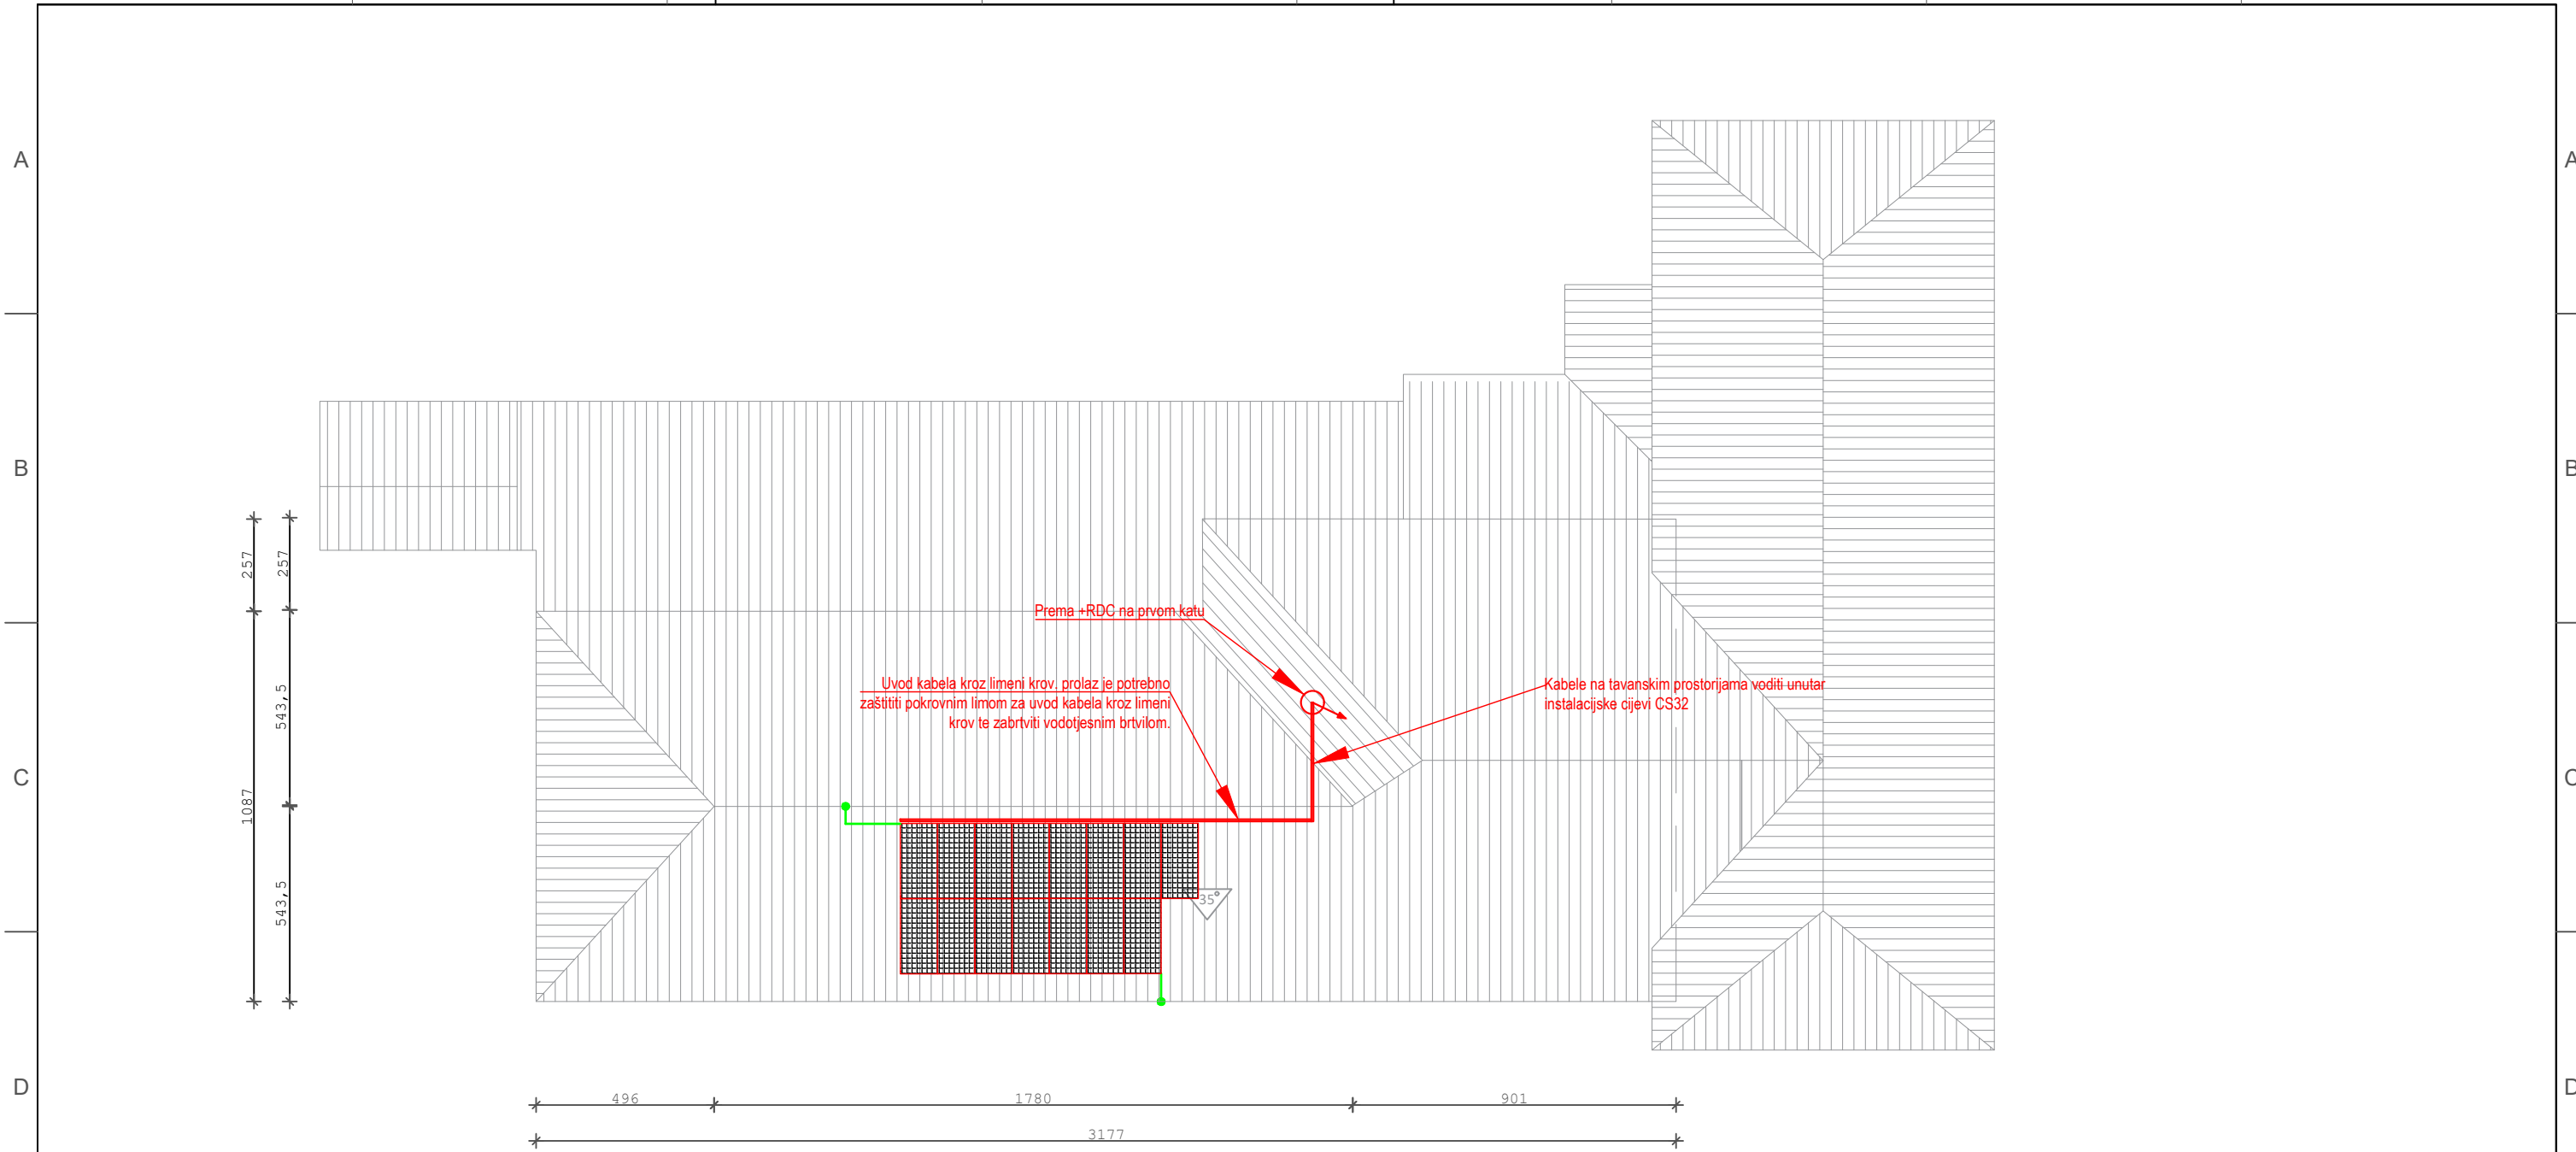 A
A
B
B
257
257
Prema +RDC na prvom katu
Uvod kabela kroz limeni krov. prolaz je potrebno
zaštititi pokrovnim limom za uvod kabela kroz limeni
krov te zabrtviti vodotjesnim brtvilom.
Kabele na tavanskim prostorijama voditi unutar
instalacijske cijevi CS32
543,5
C
C
1087
543,5
35°
D
D
496
1780
901
3177